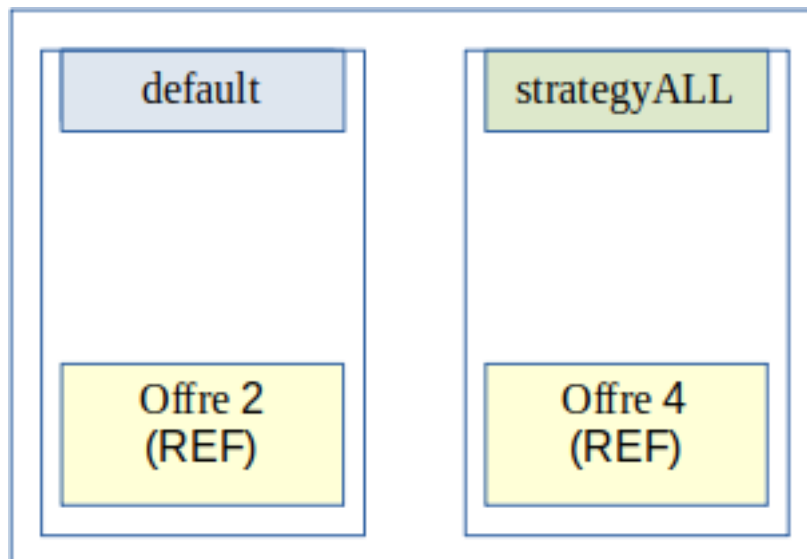 default
strategyALL
Offre 2
(REF)
Offre 4
(REF)